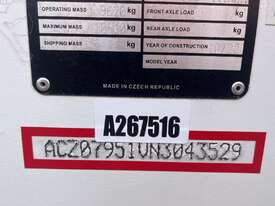 OPERATING MASS kg FRONT AXLE LOAD kg
MAXIMUM MASS kg REAR AXLE LOAD kg
SHIPPING MASS kg YEAR OF CONSTRUCTION
MODEL YEAR
MADE IN CZECH REPUBLIC
A267516
ACZ07951VN3043529